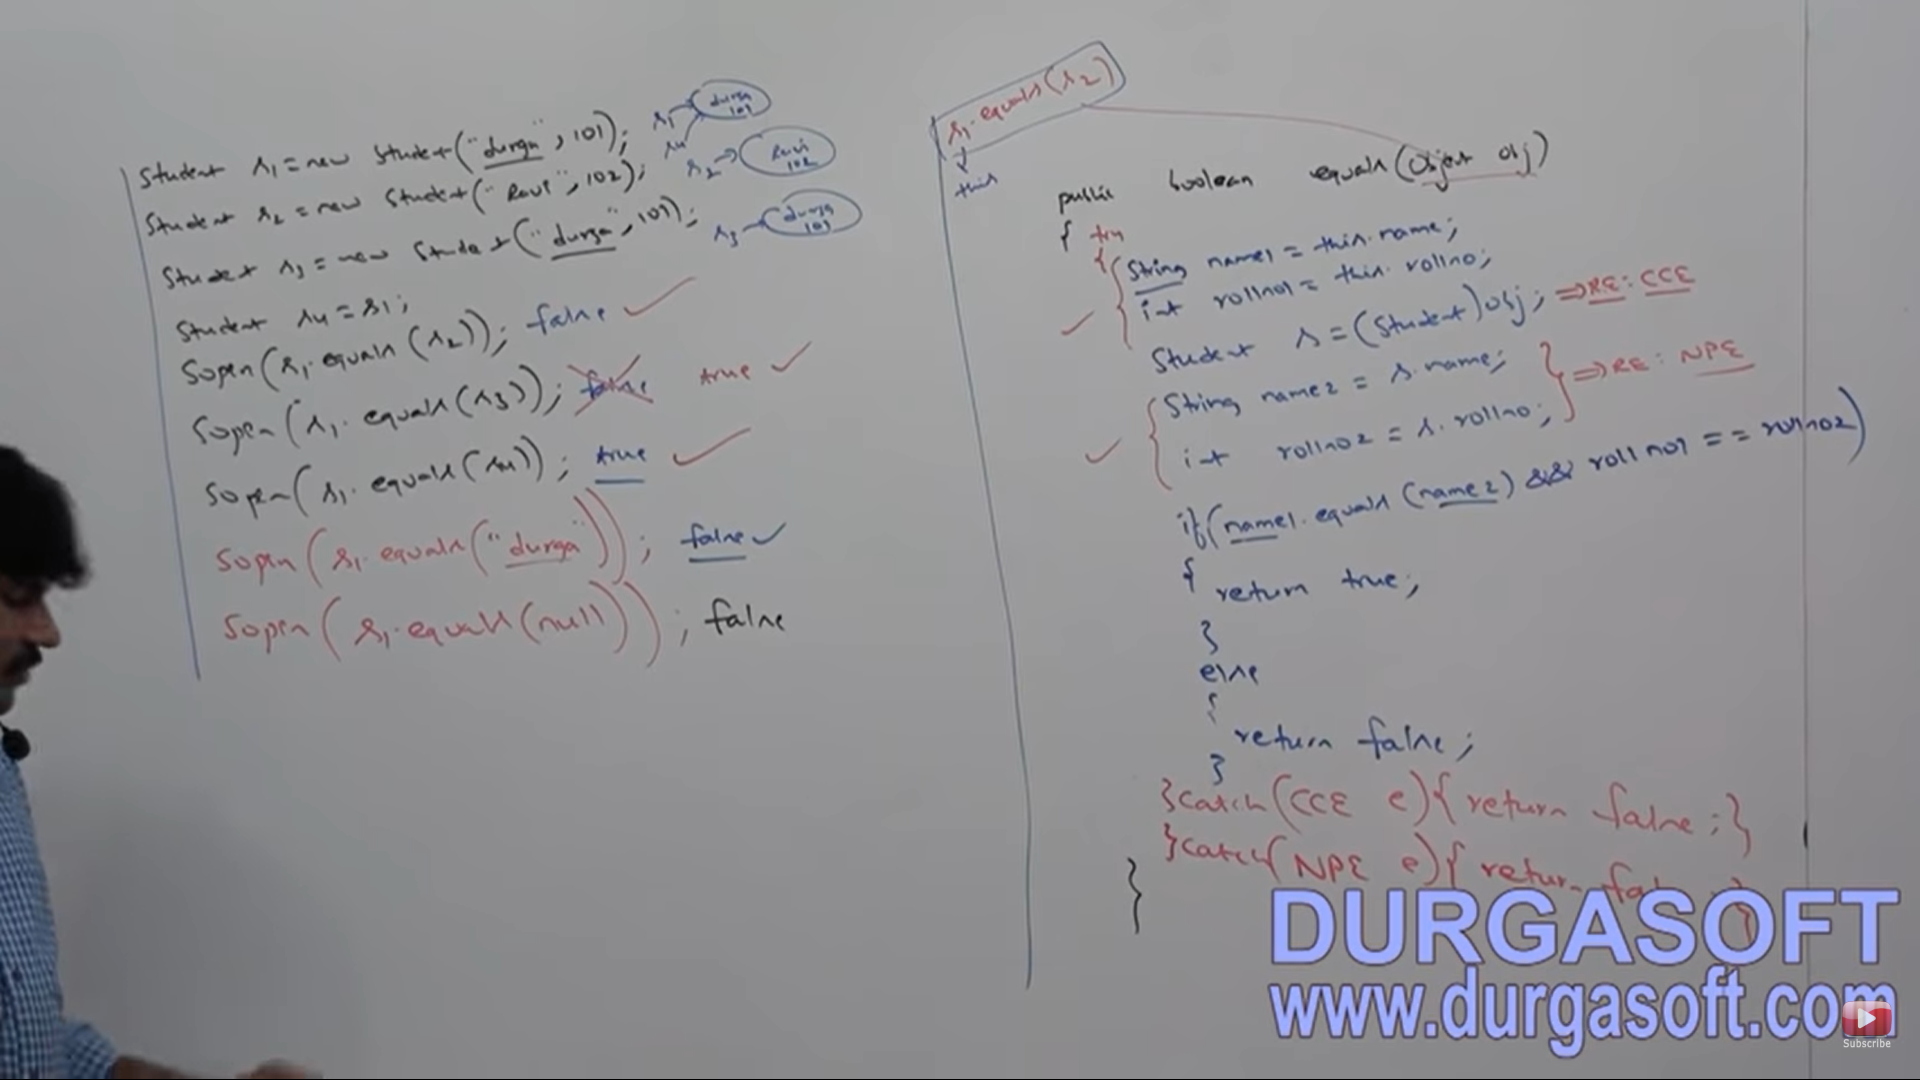 Student s1 = new Student("durga", 101);
Student s2 = new Student("Ravi", 102);
Student s3 = new Student("durga", 101);
Student s4 = s1;
Sopln(s1.equals(s2)); false
Sopln(s1.equals(s3)); false true
Sopln(s1.equals(s4)); true
Sopln(s1.equals("durga")); false
Sopln(s1.equals(null)); false
s1 → durga 101
s4
s2 → Ravi 102
s3 → durga 101
s1.equals(s2)
this
public boolean equals(Object obj)
{ try
{ String name1 = this.name;
int rollno1 = this.rollno;
Student s = (Student)obj; ⇒ RE: CCE
String name2 = s.name;
int rollno2 = s.rollno; } ⇒ RE: NPE
if(name1.equals(name2) && rollno1 == rollno2)
{
return true;
}
else
{
return false;
}
}catch(CCE e){ return false;}
}catch(NPE e){ return false;}
}
DURGASOFT
www.durgasoft.com
Subscribe